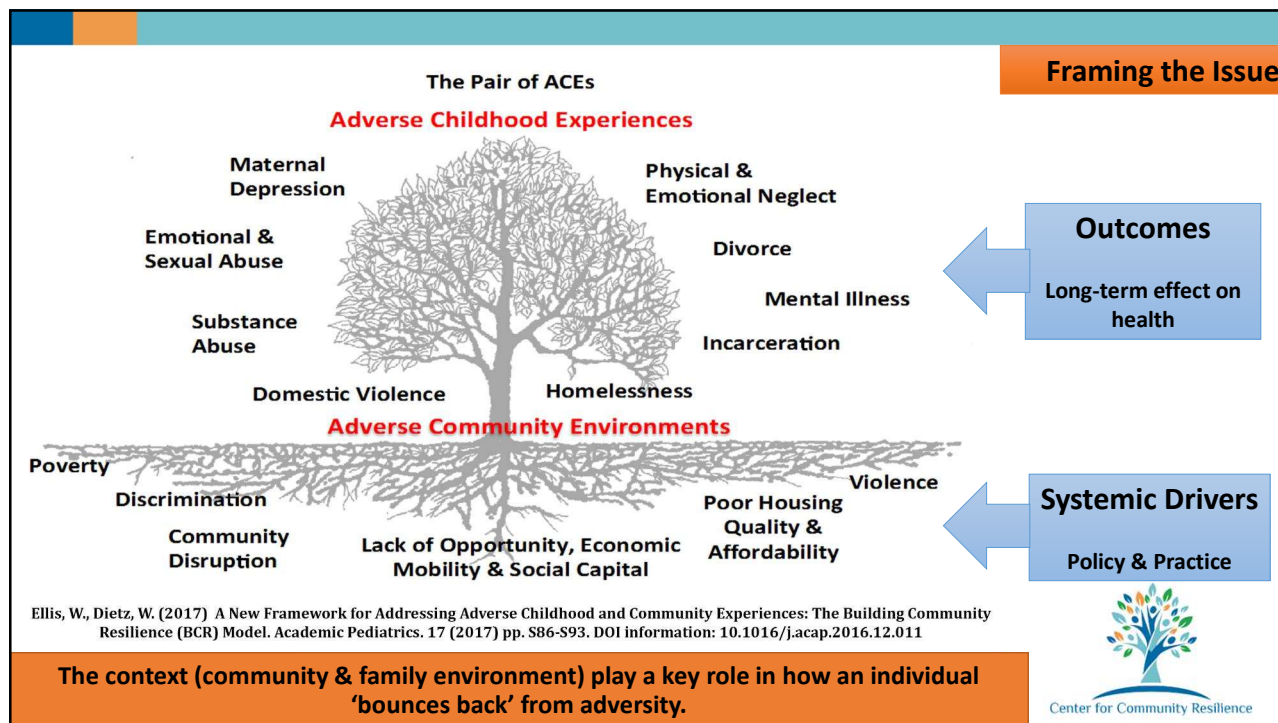 Framing the Issue
The Pair of ACEs
Adverse Childhood Experiences
Maternal
Depression
Physical &
Emotional Neglect
Emotional &
Sexual Abuse
Divorce
Mental Illness
Substance
Abuse
Incarceration
Domestic Violence
Homelessness
Outcomes
Long-term effect on
health
Adverse Community Environments
Poverty
Discrimination
Community
Disruption
Lack of Opportunity, Economic
Mobility & Social Capital
Poor Housing
Quality &
Affordability
Violence
Systemic Drivers
Policy & Practice
Ellis, W., Dietz, W. (2017) A New Framework for Addressing Adverse Childhood and Community Experiences: The Building Community
Resilience (BCR) Model. Academic Pediatrics. 17 (2017) pp. S86-S93. DOI information: 10.1016/j.acap.2016.12.011
The context (community & family environment) play a key role in how an individual
‘bounces back’ from adversity.
Center for Community Resilience